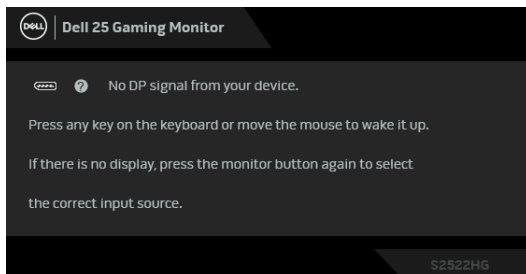 DELL
Dell 25 Gaming Monitor
No DP signal from your device.
Press any key on the keyboard or move the mouse to wake it up.
If there is no display, press the monitor button again to select
the correct input source.
S2522HG